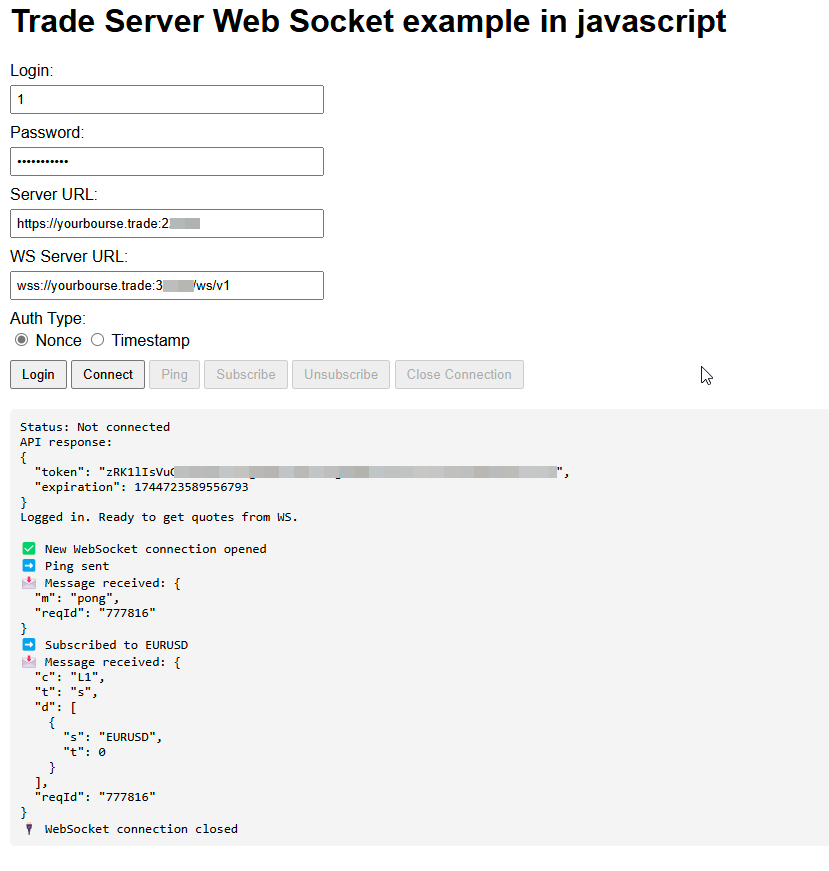 Trade Server Web Socket example in javascript
Login:
1
Password:
•••••••••••
Server URL:
https://yourbourse.trade:2
WS Server URL:
wss://yourbourse.trade:3 /ws/v1
Auth Type:
Nonce Timestamp
Login Connect Ping Subscribe Unsubscribe Close Connection
Status: Not connected
API response:
{
"token": " ",
"expiration": 1744723589556793
}
Logged in. Ready to get quotes from WS.
✅ New WebSocket connection opened
➡️ Ping sent
📩 Message received: {
"m": "pong",
"reqId": "777816"
}
➡️ Subscribed to EURUSD
📩 Message received: {
"c": "L1",
"t": "s",
"d": [
{
"s": "EURUSD",
"t": 0
}
],
"reqId": "777816"
}
WebSocket connection closed